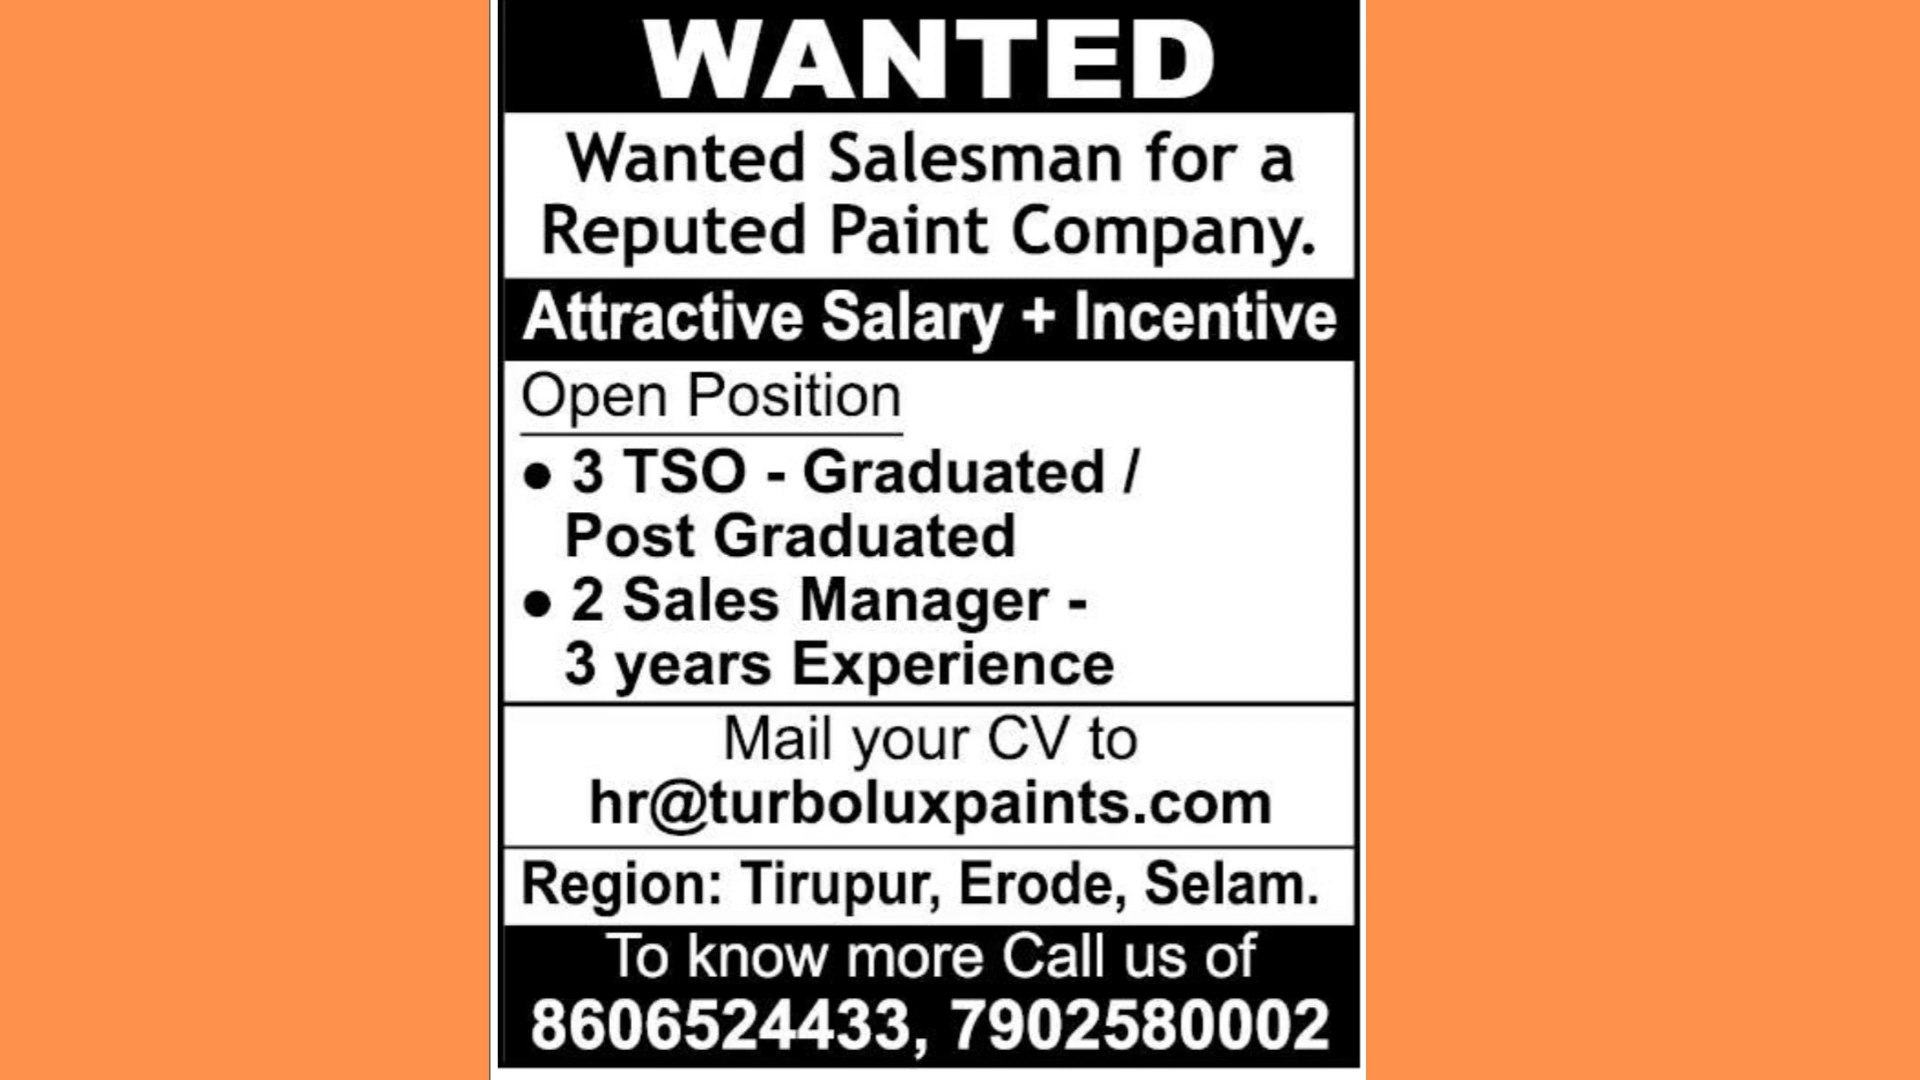 WANTED
Wanted Salesman for a
Reputed Paint Company.
Attractive Salary + Incentive
Open Position
● 3 TSO - Graduated /
Post Graduated
● 2 Sales Manager -
3 years Experience
Mail your CV to
hr@turboluxpaints.com
Region: Tirupur, Erode, Selam.
To know more Call us of
8606524433, 7902580002